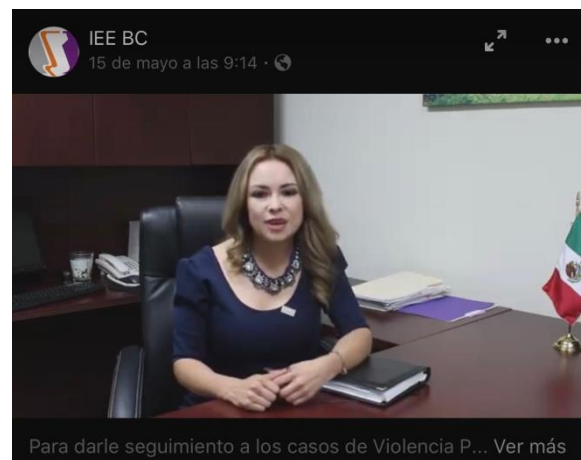 IEE BC
15 de mayo a las 9:14 ·
Para darle seguimiento a los casos de Violencia P... Ver más